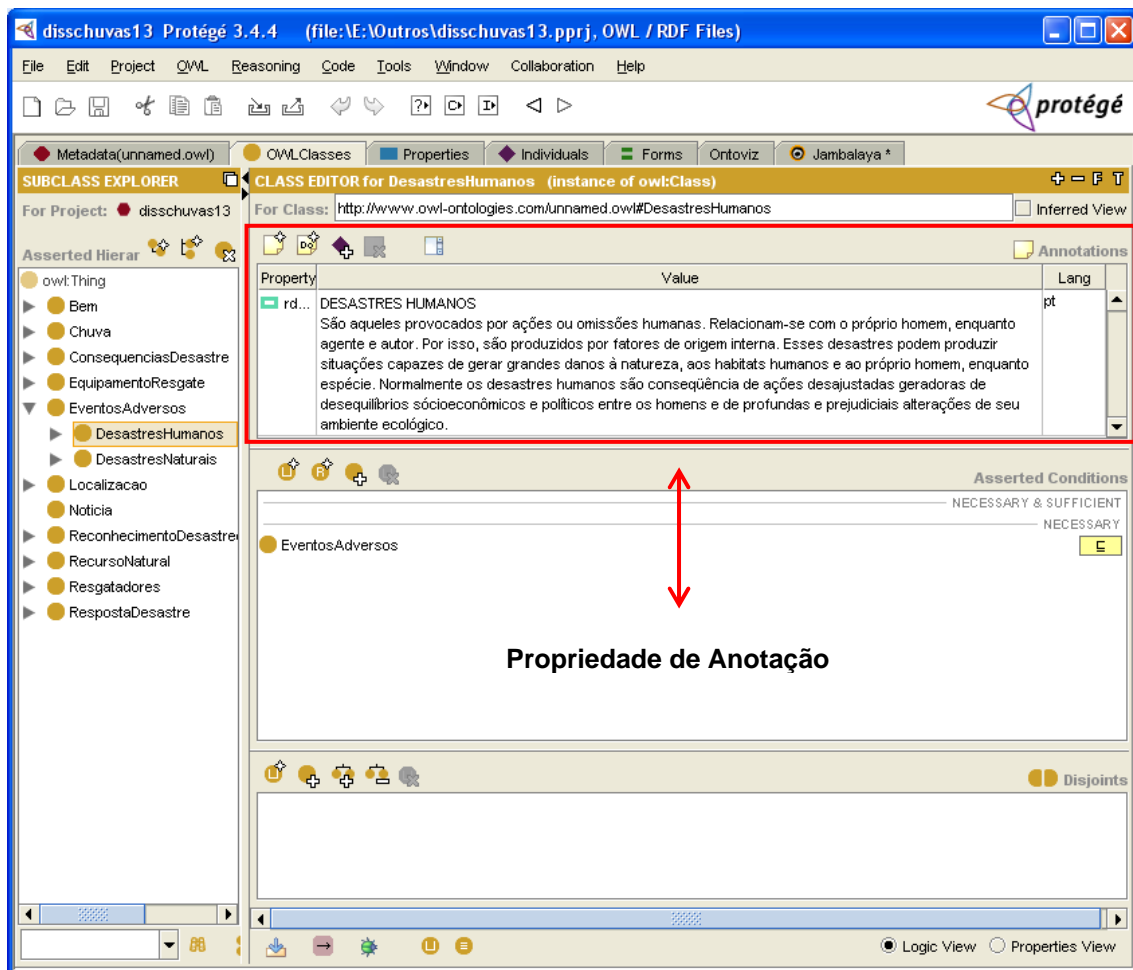 disschuvas13 Protégé 3.4.4 (file:\E:\Outros\disschuvas13.pprj, OWL / RDF Files)
File Edit Project OWL Reasoning Code Tools Window Collaboration Help
protégé
Metadata(unnamed.owl) OWLClasses Properties Individuals Forms Ontoviz Jambalaya *
SUBCLASS EXPLORER
For Project: disschuvas13
Asserted Hierar
owl:Thing
Bem
Chuva
ConsequenciasDesastre
EquipamentoResgate
EventosAdversos
DesastresHumanos
DesastresNaturais
Localizacao
Noticia
ReconhecimentoDesastre
RecursoNatural
Resgatadores
RespostaDesastre
CLASS EDITOR for DesastresHumanos (instance of owl:Class)
F T
For Class: http://www.owl-ontologies.com/unnamed.owl#DesastresHumanos Inferred View
Annotations
Property Value Lang
rd... DESASTRES HUMANOS pt
São aqueles provocados por ações ou omissões humanas. Relacionam-se com o próprio homem, enquanto
agente e autor. Por isso, são produzidos por fatores de origem interna. Esses desastres podem produzir
situações capazes de gerar grandes danos à natureza, aos habitats humanos e ao próprio homem, enquanto
espécie. Normalmente os desastres humanos são conseqüência de ações desajustadas geradoras de
desequilíbrios sócioeconômicos e políticos entre os homens e de profundas e prejudiciais alterações de seu
ambiente ecológico.
Asserted Conditions
NECESSARY & SUFFICIENT
NECESSARY
EventosAdversos ⊑
Propriedade de Anotação
Disjoints
Logic View Properties View